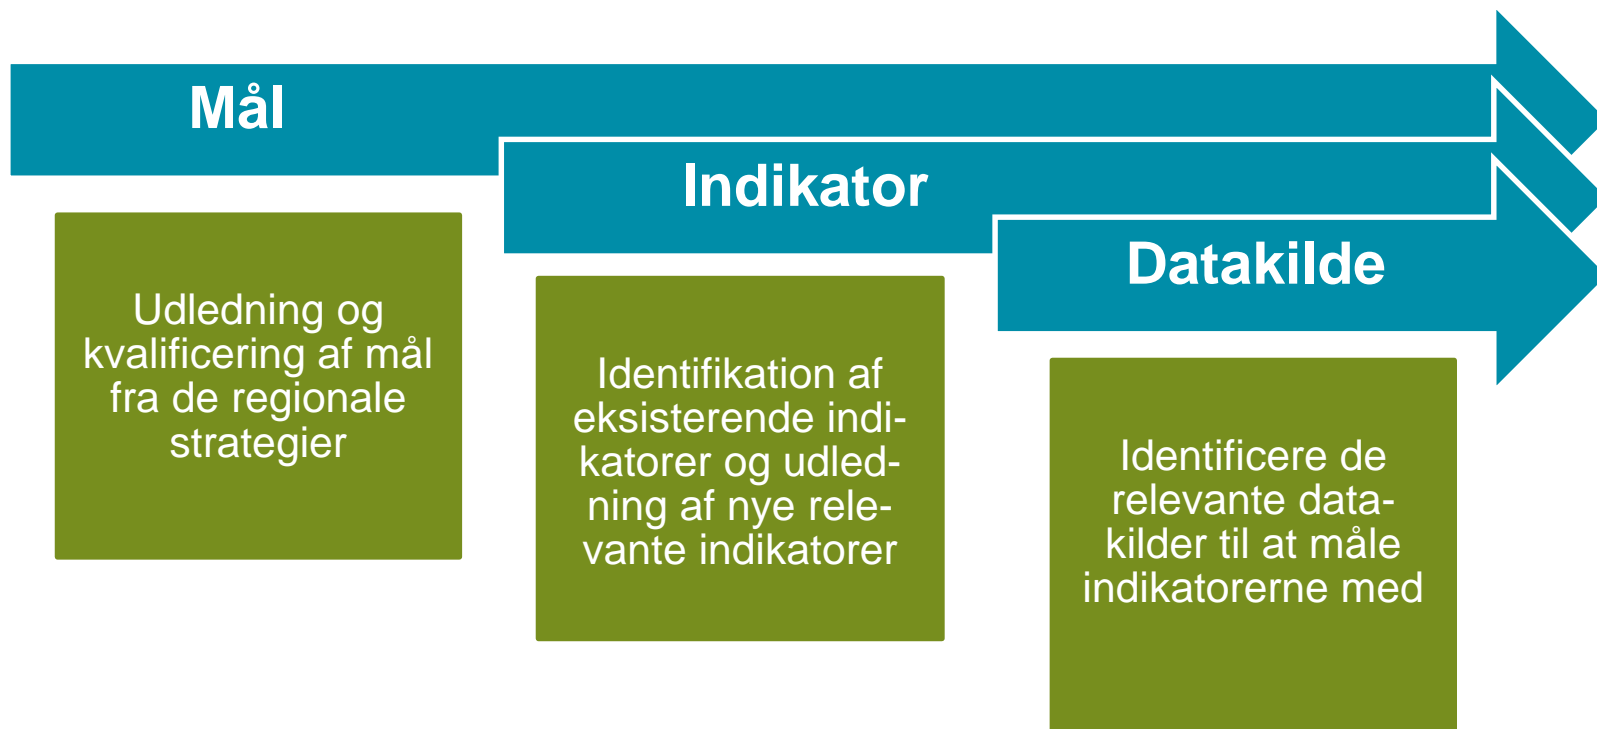 Mål
Udledning og
kvalificering af mål
fra de regionale
strategier
Indikator
Identifikation af
eksisterende indi-
katorer og udled-
ning af nye rele-
vante indikatorer
Datakilde
Identificere de
relevante data-
kilder til at måle
indikatorerne med